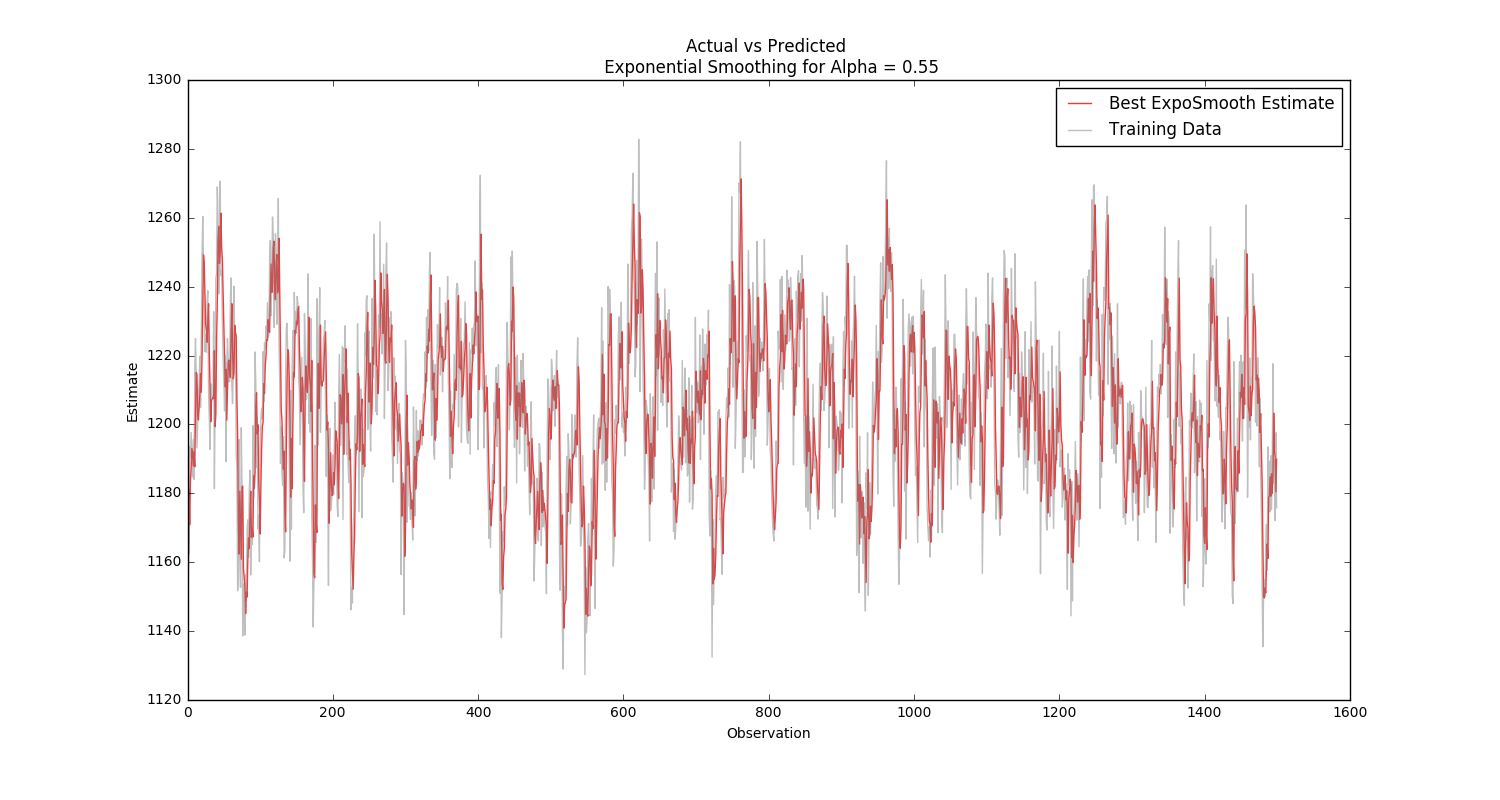 Actual vs Predicted
Exponential Smoothing for Alpha = 0.55
1300
1280
1260
1240
1220
1200
1180
1160
1140
1120
Estimate
Best ExpoSmooth Estimate
Training Data
0 200 400 600 800 1000 1200 1400 1600
Observation